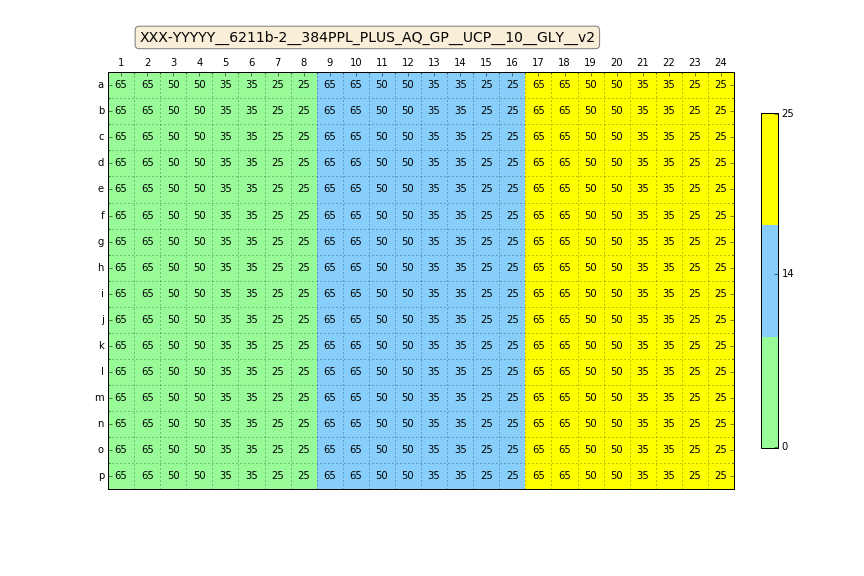 XXX-YYYYY__6211b-2__384PPL_PLUS_AQ_GP__UCP__10__GLY__v2
1 2 3 4 5 6 7 8 9 10 11 12 13 14 15 16 17 18 19 20 21 22 23 24
a 65 65 50 50 35 35 25 25 65 65 50 50 35 35 25 25 65 65 50 50 35 35 25 25
b 65 65 50 50 35 35 25 25 65 65 50 50 35 35 25 25 65 65 50 50 35 35 25 25
c 65 65 50 50 35 35 25 25 65 65 50 50 35 35 25 25 65 65 50 50 35 35 25 25
d 65 65 50 50 35 35 25 25 65 65 50 50 35 35 25 25 65 65 50 50 35 35 25 25
e 65 65 50 50 35 35 25 25 65 65 50 50 35 35 25 25 65 65 50 50 35 35 25 25
f 65 65 50 50 35 35 25 25 65 65 50 50 35 35 25 25 65 65 50 50 35 35 25 25
g 65 65 50 50 35 35 25 25 65 65 50 50 35 35 25 25 65 65 50 50 35 35 25 25
h 65 65 50 50 35 35 25 25 65 65 50 50 35 35 25 25 65 65 50 50 35 35 25 25
i 65 65 50 50 35 35 25 25 65 65 50 50 35 35 25 25 65 65 50 50 35 35 25 25
j 65 65 50 50 35 35 25 25 65 65 50 50 35 35 25 25 65 65 50 50 35 35 25 25
k 65 65 50 50 35 35 25 25 65 65 50 50 35 35 25 25 65 65 50 50 35 35 25 25
l 65 65 50 50 35 35 25 25 65 65 50 50 35 35 25 25 65 65 50 50 35 35 25 25
m 65 65 50 50 35 35 25 25 65 65 50 50 35 35 25 25 65 65 50 50 35 35 25 25
n 65 65 50 50 35 35 25 25 65 65 50 50 35 35 25 25 65 65 50 50 35 35 25 25
o 65 65 50 50 35 35 25 25 65 65 50 50 35 35 25 25 65 65 50 50 35 35 25 25
p 65 65 50 50 35 35 25 25 65 65 50 50 35 35 25 25 65 65 50 50 35 35 25 25
25
14
0